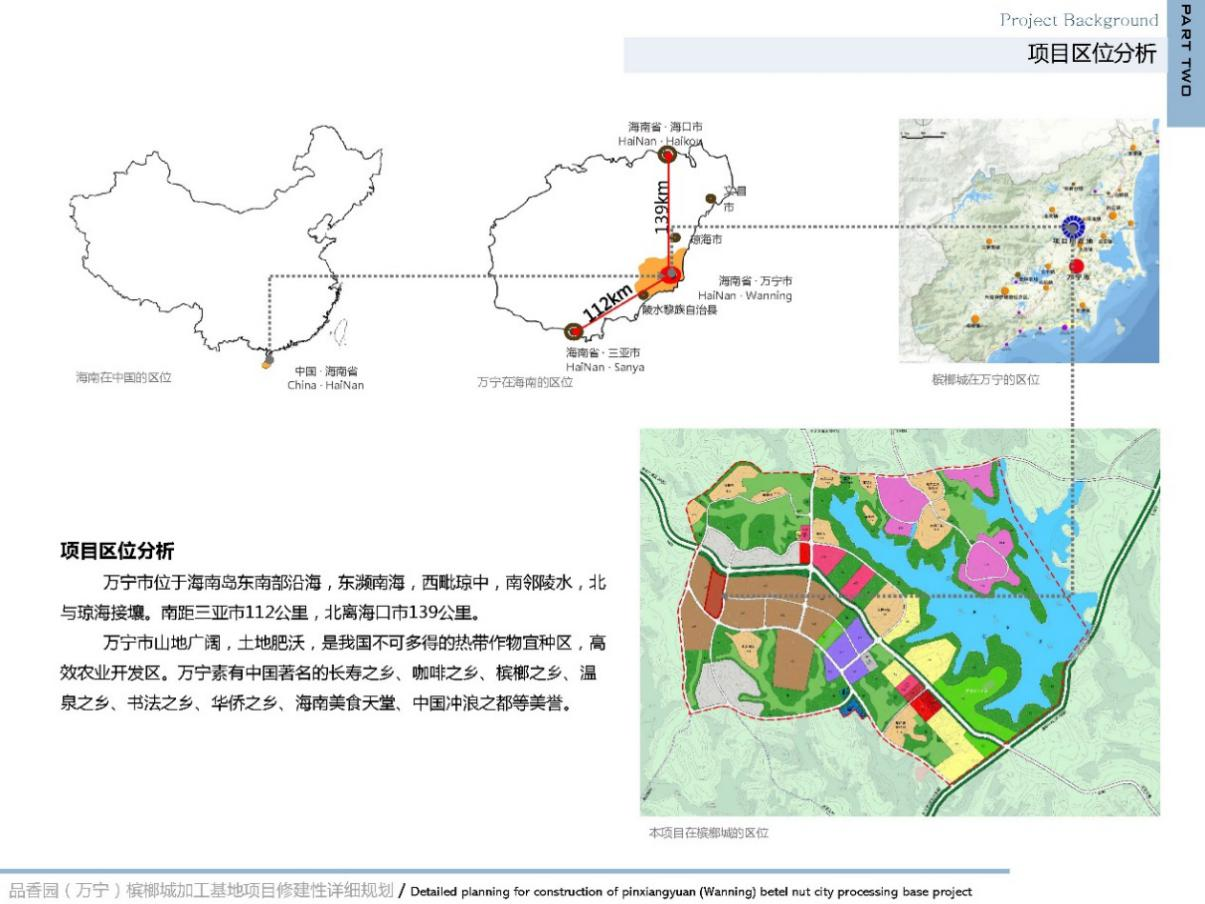 Project Background
项目区位分析
PART TWO
海南省·海口市
HaiNan · Haikou
文昌
市
139km
琼海市
海南省·万宁市
HaiNan · Wanning
112km
陵水黎族自治县
海南省·三亚市
HaiNan · Sanya
中国·海南省
China · HaiNan
海南在中国的区位
万宁在海南的区位
万宁市
槟榔城在万宁的区位
项目区位分析
万宁市位于海南岛东南部沿海，东濒南海，西毗琼中，南邻陵水，北
与琼海接壤。南距三亚市112公里，北离海口市139公里。
万宁市山地广阔，土地肥沃，是我国不可多得的热带作物宜种区，高
效农业开发区。万宁素有中国著名的长寿之乡、咖啡之乡、槟榔之乡、温
泉之乡、书法之乡、华侨之乡、海南美食天堂、中国冲浪之都等美誉。
本项目在槟榔城的区位
品香园（万宁）槟榔城加工基地项目修建性详细规划 / Detailed planning for construction of pinxiangyuan (Wanning) betel nut city processing base project